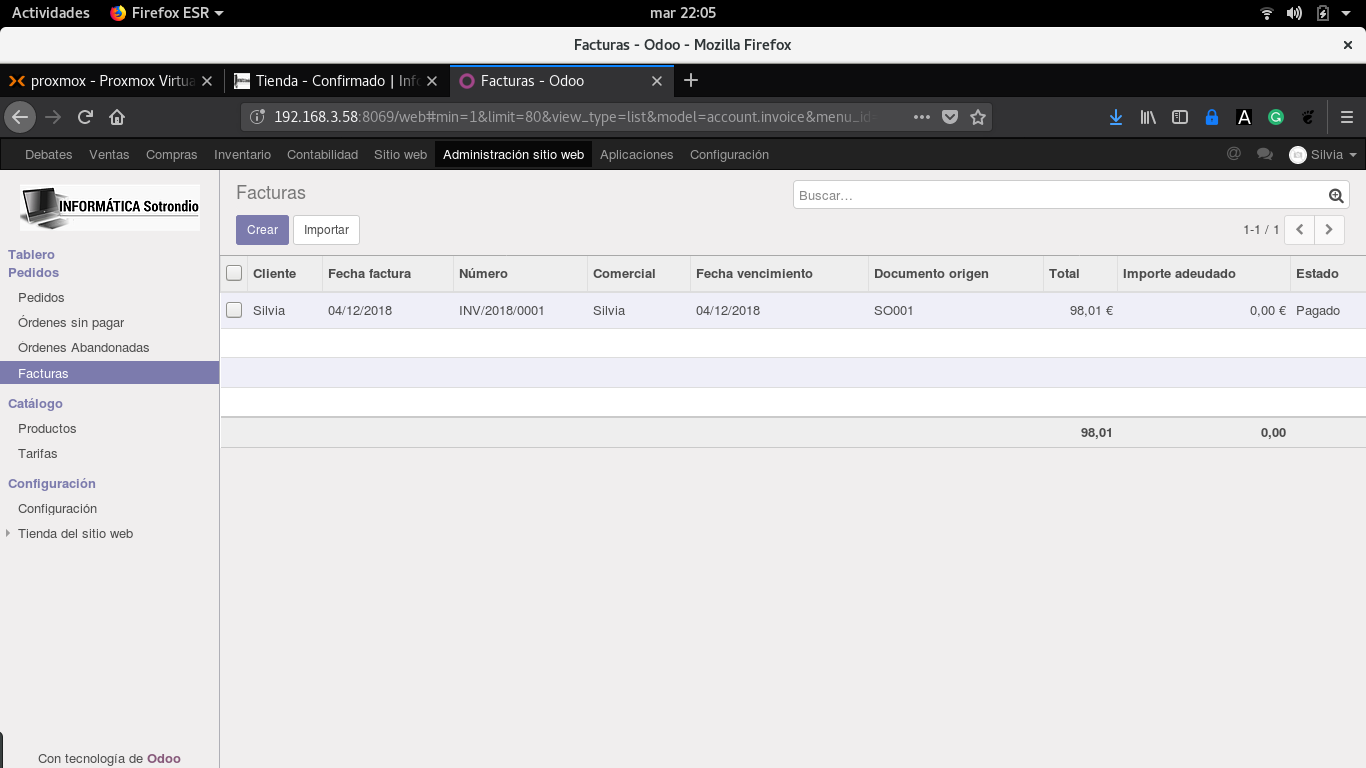 Actividades Firefox ESR mar 22:05
Facturas - Odoo - Mozilla Firefox
proxmox - Proxmox Virtua Tienda - Confirmado | Info Facturas - Odoo
192.168.3.58:8069/web#min=1&limit=80&view_type=list&model=account.invoice&menu_id=
Debates Ventas Compras Inventario Contabilidad Sitio web Administración sitio web Aplicaciones Configuración @ Silvia
INFORMÁTICA Sotrondio
Facturas
Buscar...
Crear Importar
1-1 / 1
Tablero
Pedidos
Pedidos
Órdenes sin pagar
Ordenes Abandonadas
Facturas
Catálogo
Productos
Tarifas
Configuración
Configuración
Tienda del sitio web
Cliente Fecha factura Número Comercial Fecha vencimiento Documento origen Total Importe adeudado Estado
Silvia 04/12/2018 INV/2018/0001 Silvia 04/12/2018 SO001 98,01 € 0,00 € Pagado
98,01 0,00
Con tecnología de Odoo